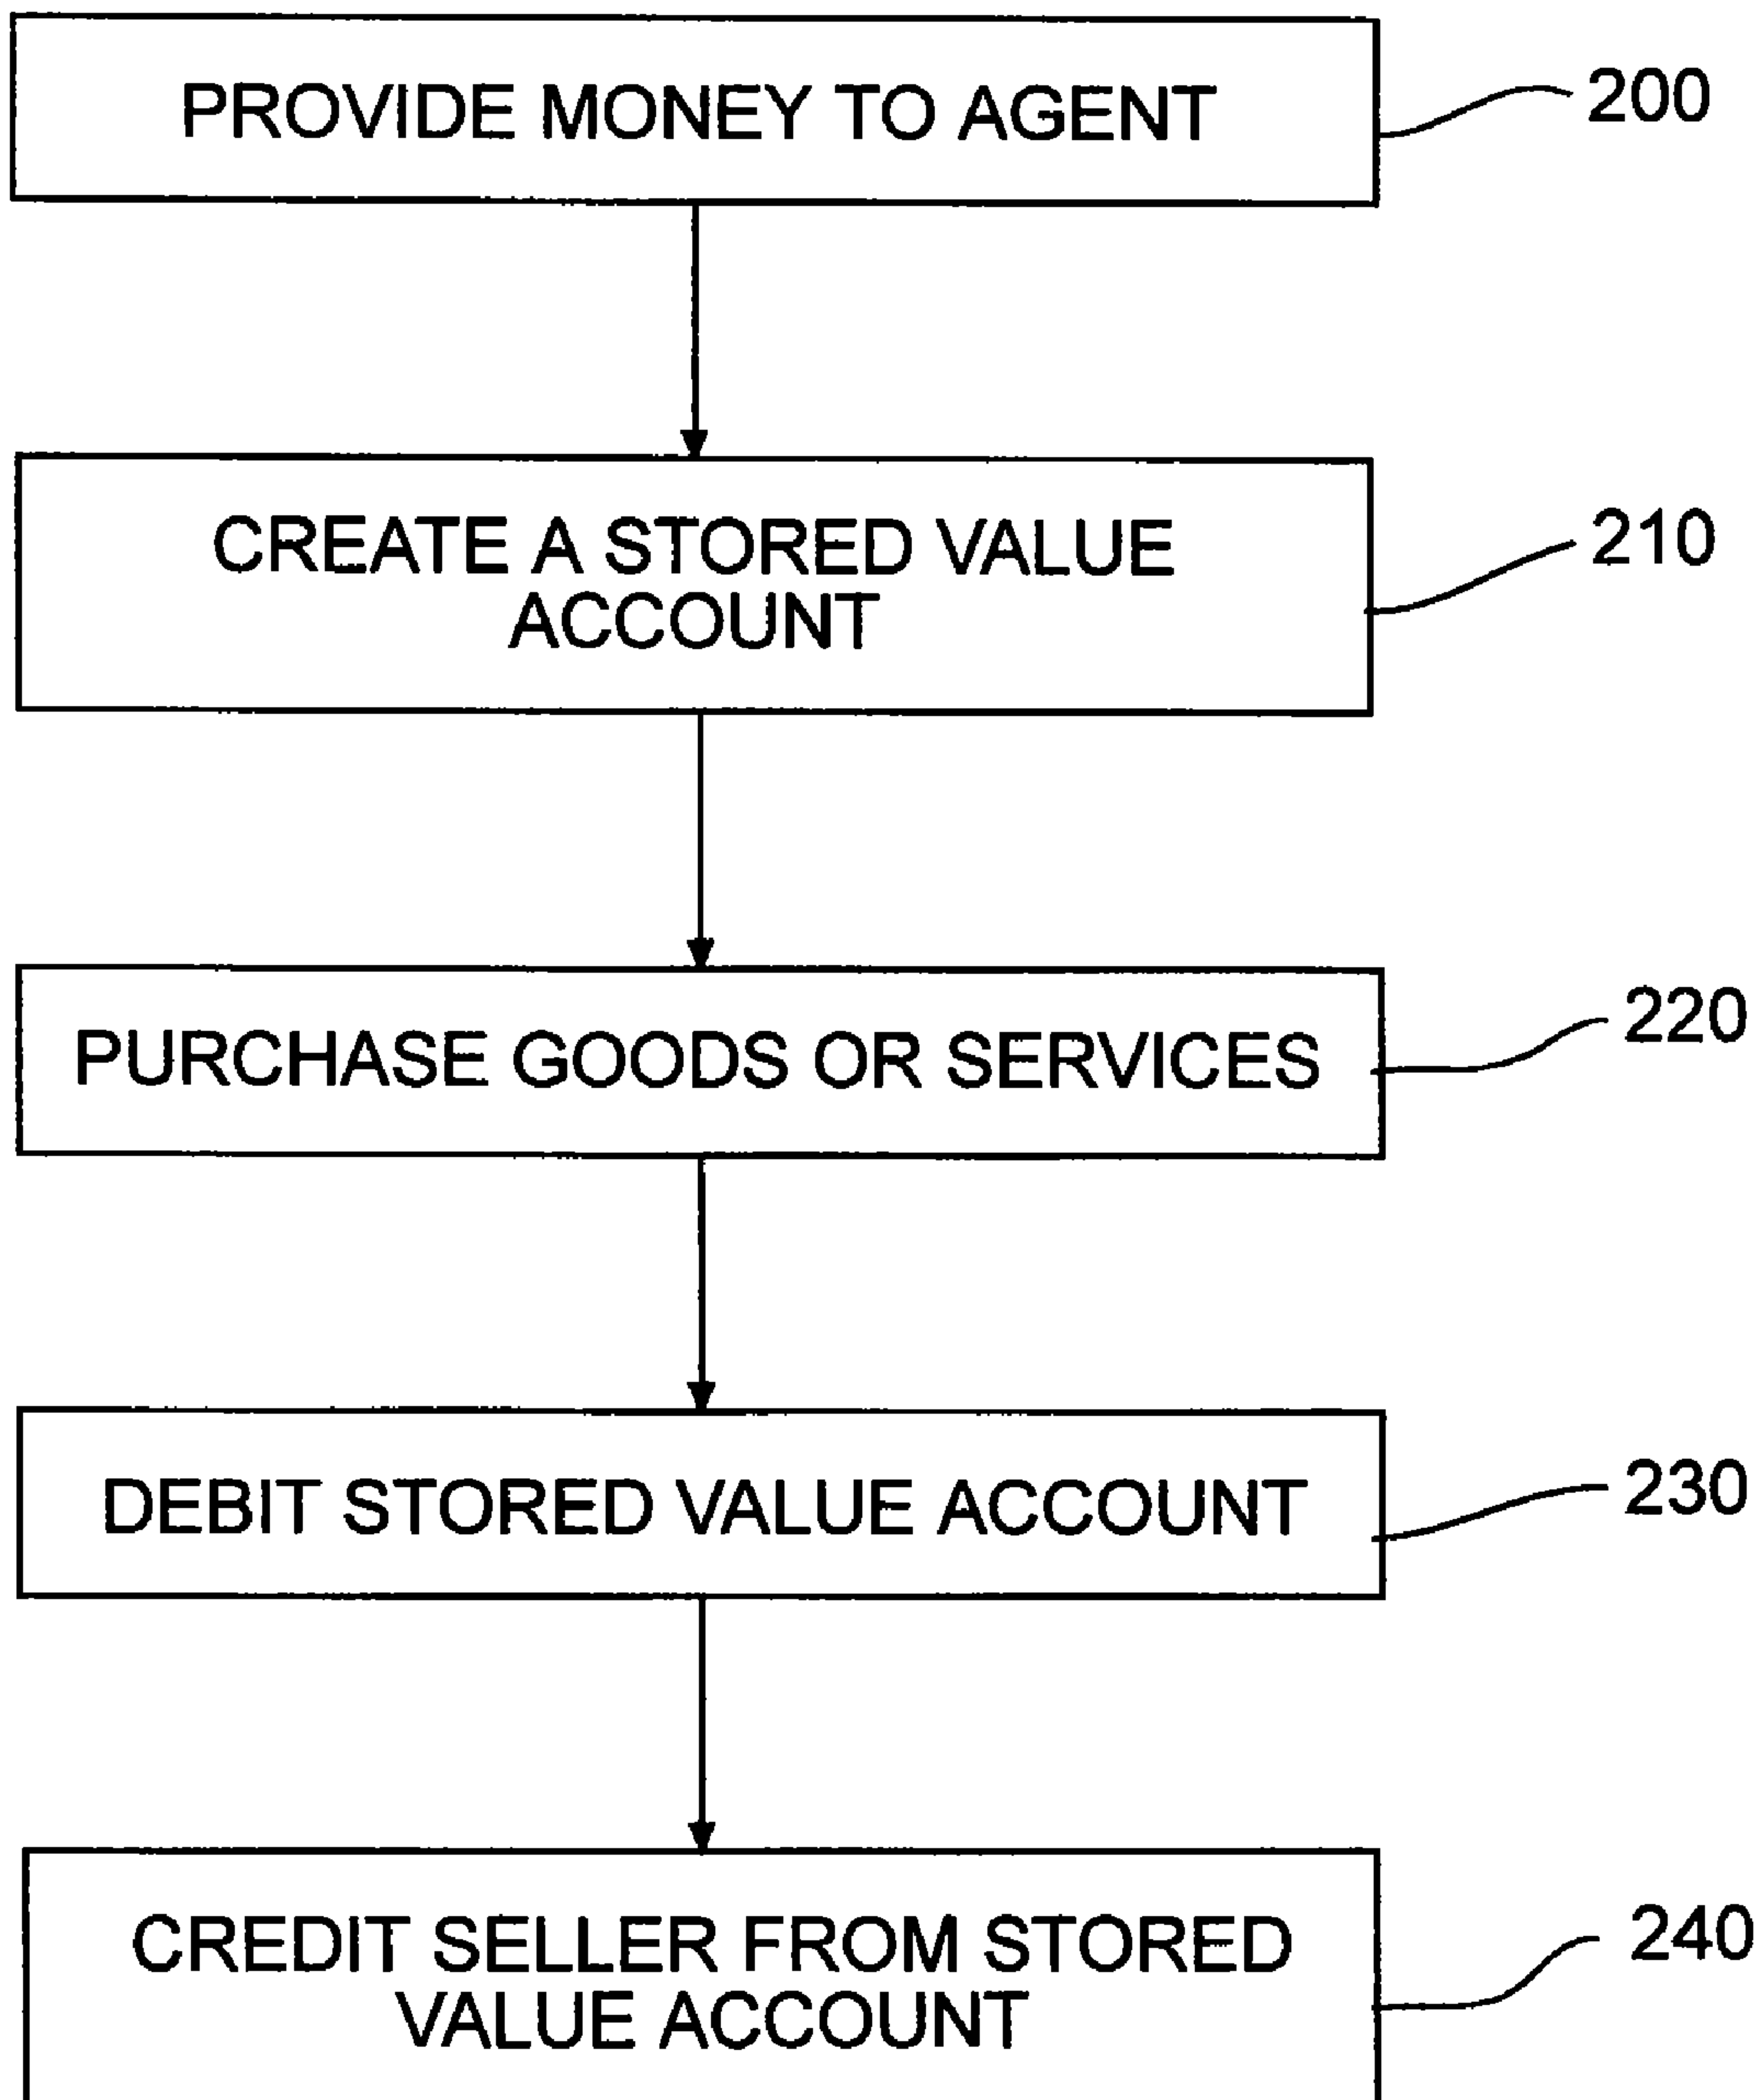 PROVIDE MONEY TO AGENT
200
CREATE A STORED VALUE
ACCOUNT
210
PURCHASE GOODS OR SERVICES
220
DEBIT STORED VALUE ACCOUNT
230
CREDIT SELLER FROM STORED
VALUE ACCOUNT
240